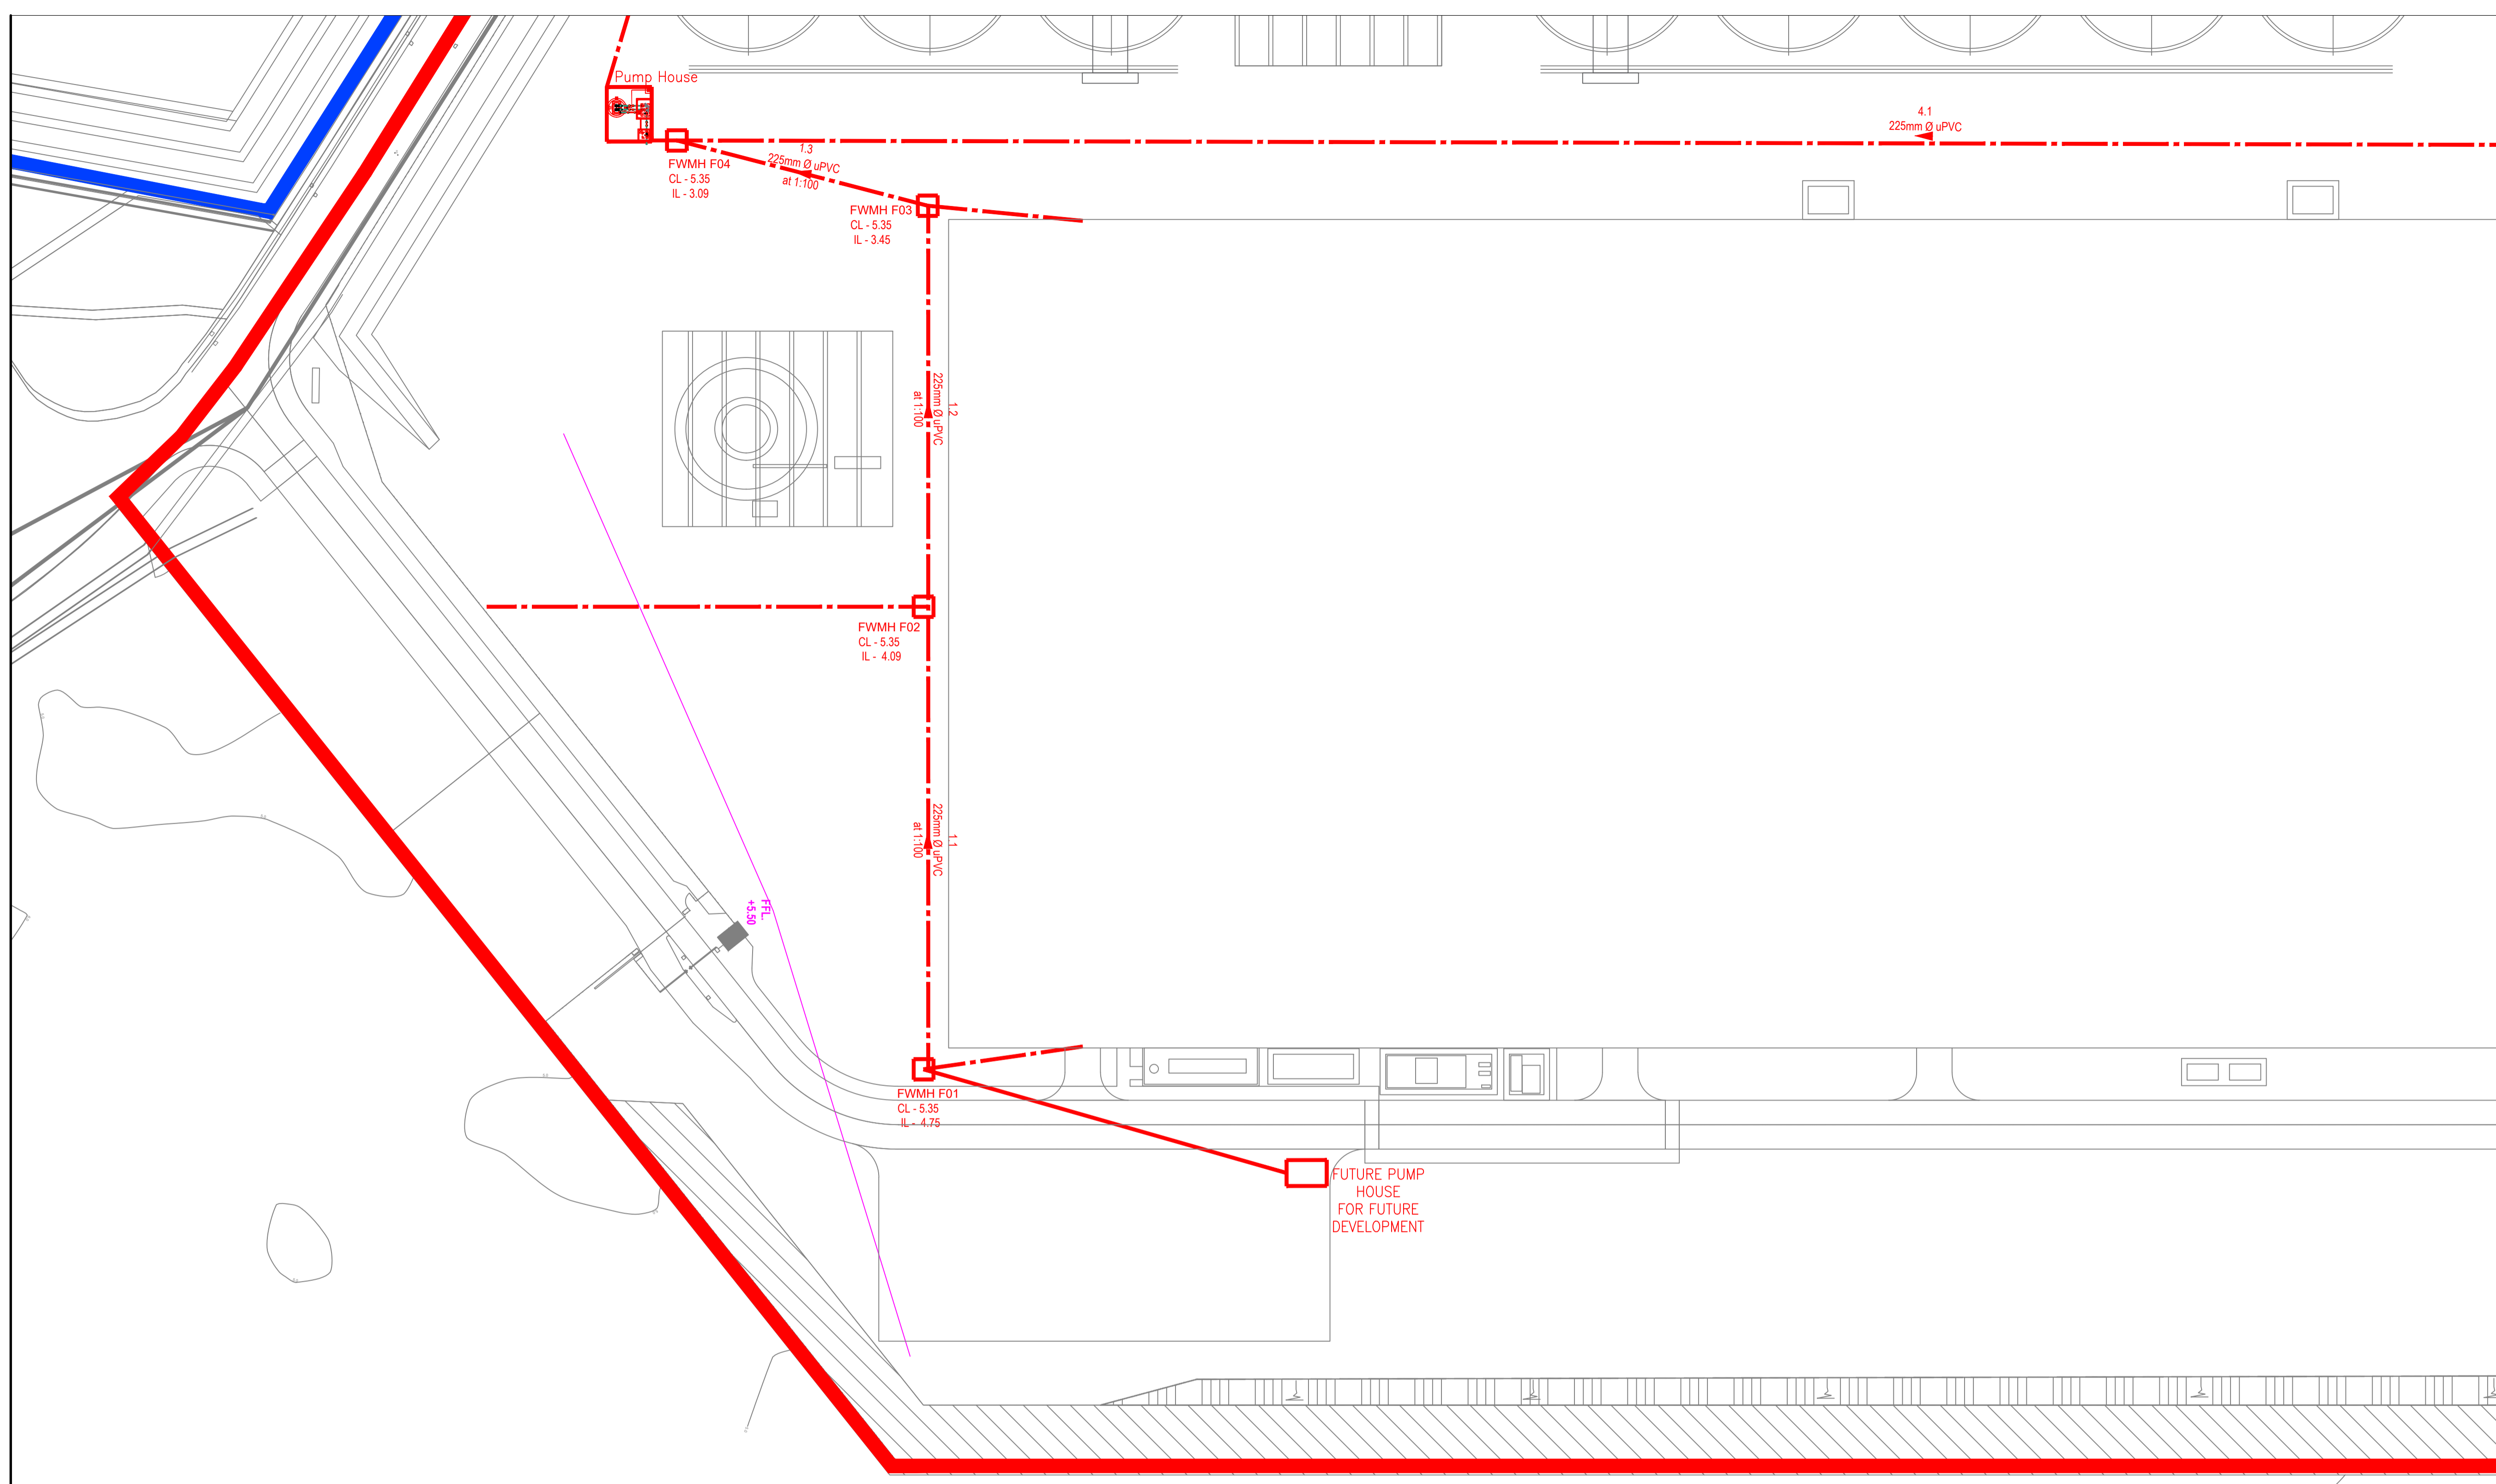 Pump House
4.1
225mm Ø uPVC
1.3
225mm Ø uPVC
at 1:100
FWMH F04
CL - 5.35
IL - 3.09
FWMH F03
CL - 5.35
IL - 3.45
1.2
225mm Ø uPVC
at 1:100
FWMH F02
CL - 5.35
IL - 4.09
1.1
225mm Ø uPVC
at 1:100
FFL.
+5.50
FWMH F01
CL - 5.35
IL - 4.75
FUTURE PUMP
HOUSE
FOR FUTURE
DEVELOPMENT